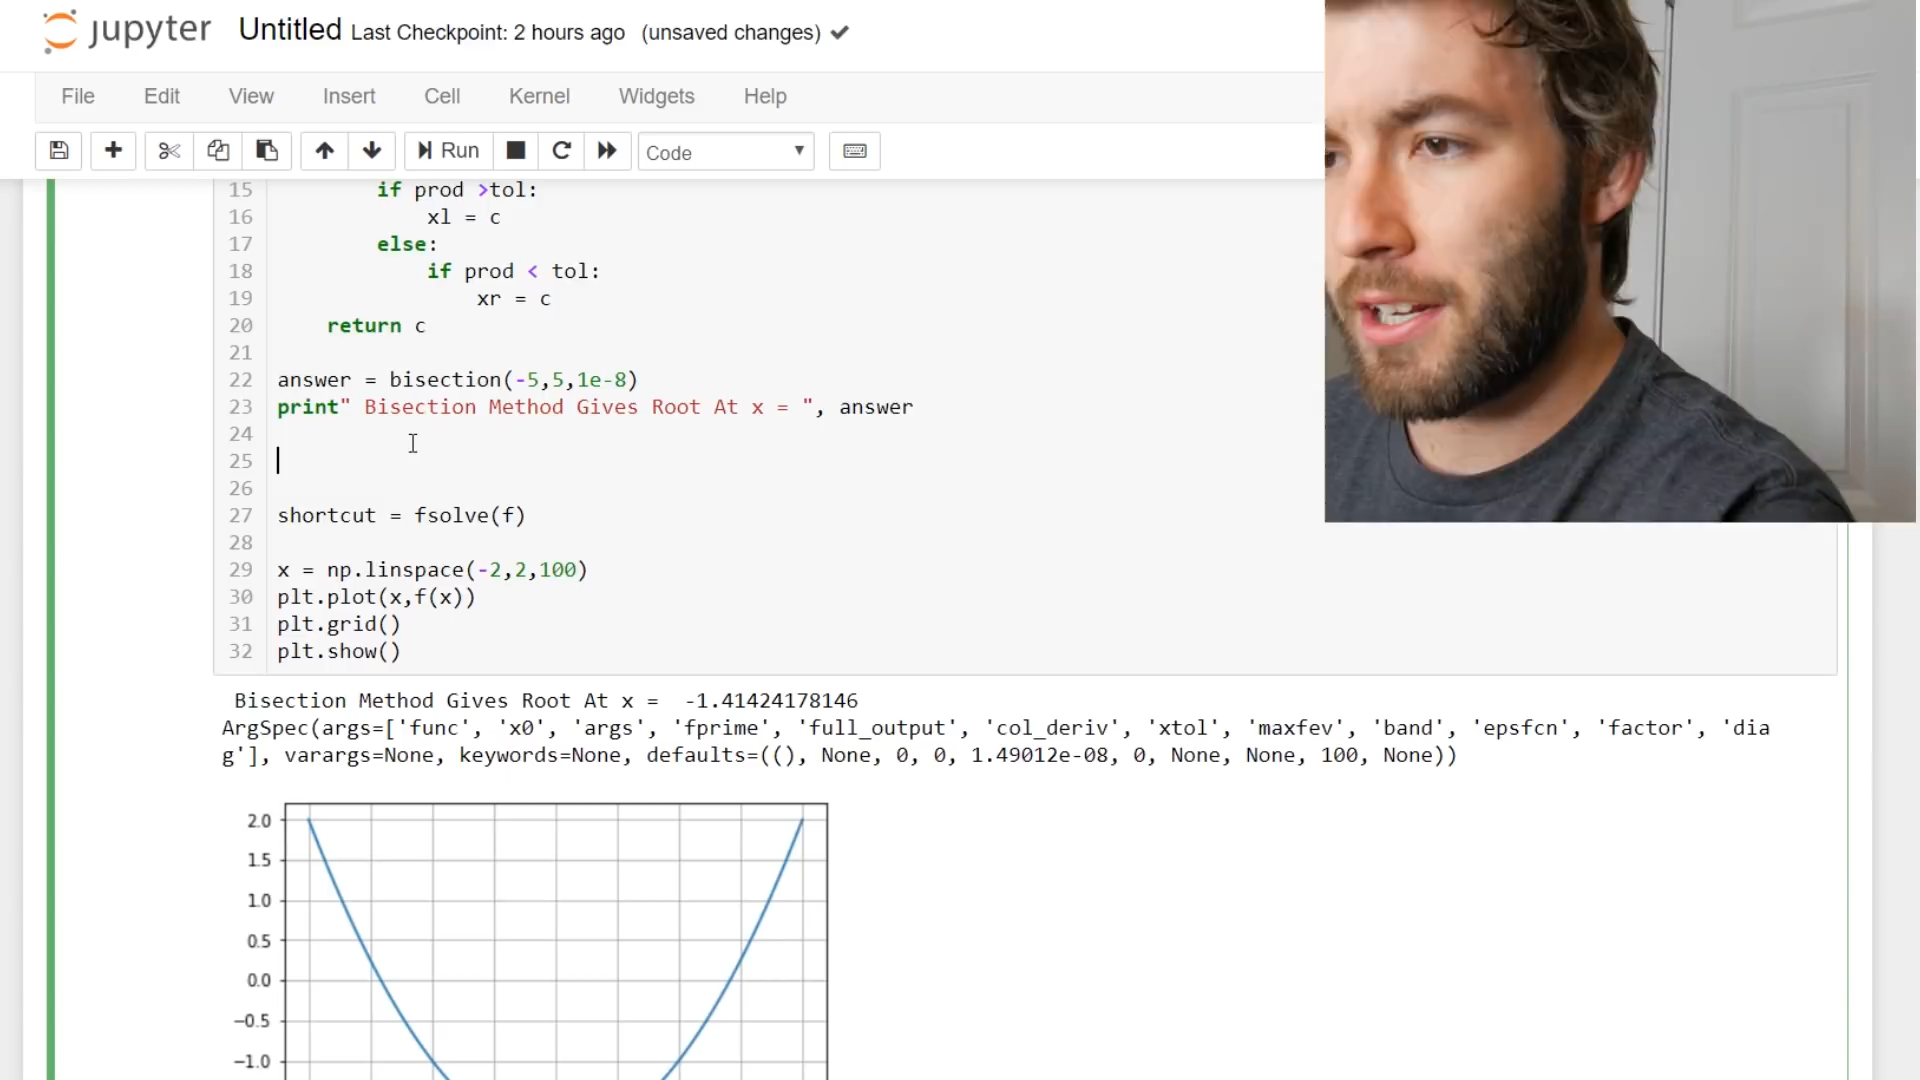 jupyter Untitled Last Checkpoint: 2 hours ago (unsaved changes)
File Edit View Insert Cell Kernel Widgets Help
Run Code
15 if prod >tol:
16 xl = c
17 else:
18 if prod < tol:
19 xr = c
20 return c
21
22 answer = bisection(-5,5,1e-8)
23 print" Bisection Method Gives Root At x = ", answer
24
25
26
27 shortcut = fsolve(f)
28
29 x = np.linspace(-2,2,100)
30 plt.plot(x,f(x))
31 plt.grid()
32 plt.show()
Bisection Method Gives Root At x = -1.41424178146
ArgSpec(args=['func', 'x0', 'args', 'fprime', 'full_output', 'col_deriv', 'xtol', 'maxfev', 'band', 'epsfcn', 'factor', 'dia
g'], varargs=None, keywords=None, defaults=((), None, 0, 0, 1.49012e-08, 0, None, None, 100, None))
2.0
1.5
1.0
0.5
0.0
−0.5
−1.0